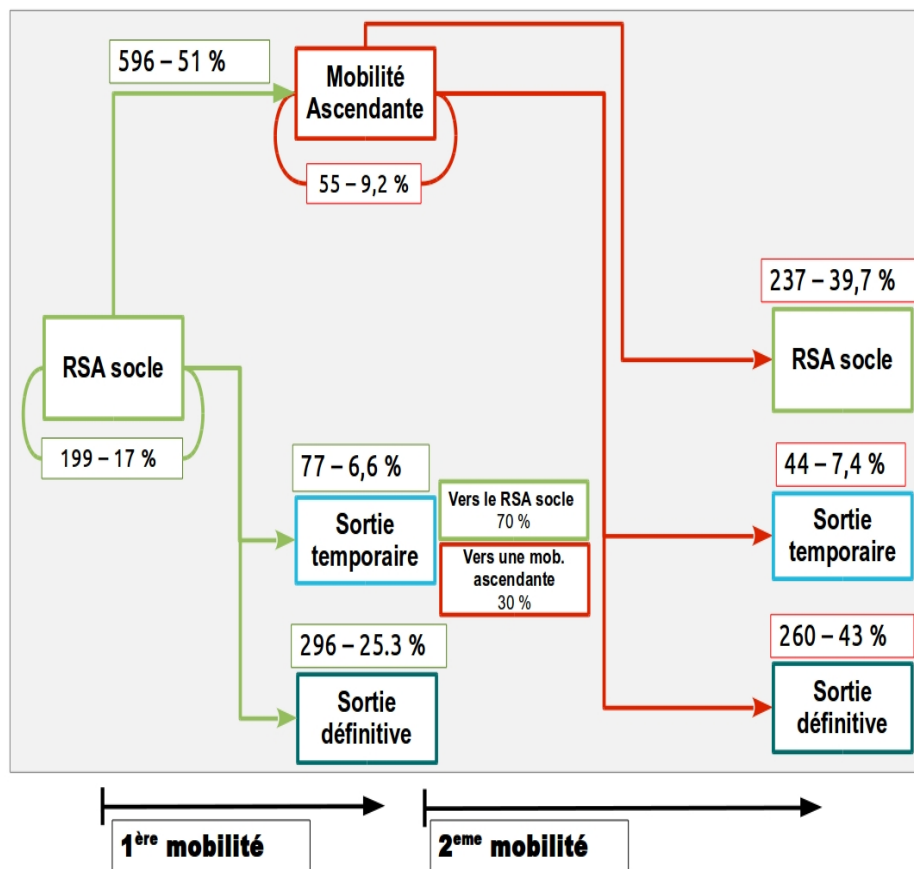 596 – 51 %
Mobilité
Ascendante
55 – 9,2 %
237 – 39,7 %
RSA socle
RSA socle
199 – 17 %
77 – 6,6 %
Sortie
temporaire
Vers le RSA socle
70 %
Vers une mob.
ascendante
30 %
44 – 7,4 %
Sortie
temporaire
296 – 25.3 %
Sortie
définitive
260 – 43 %
Sortie
définitive
1ère mobilité
2eme mobilité